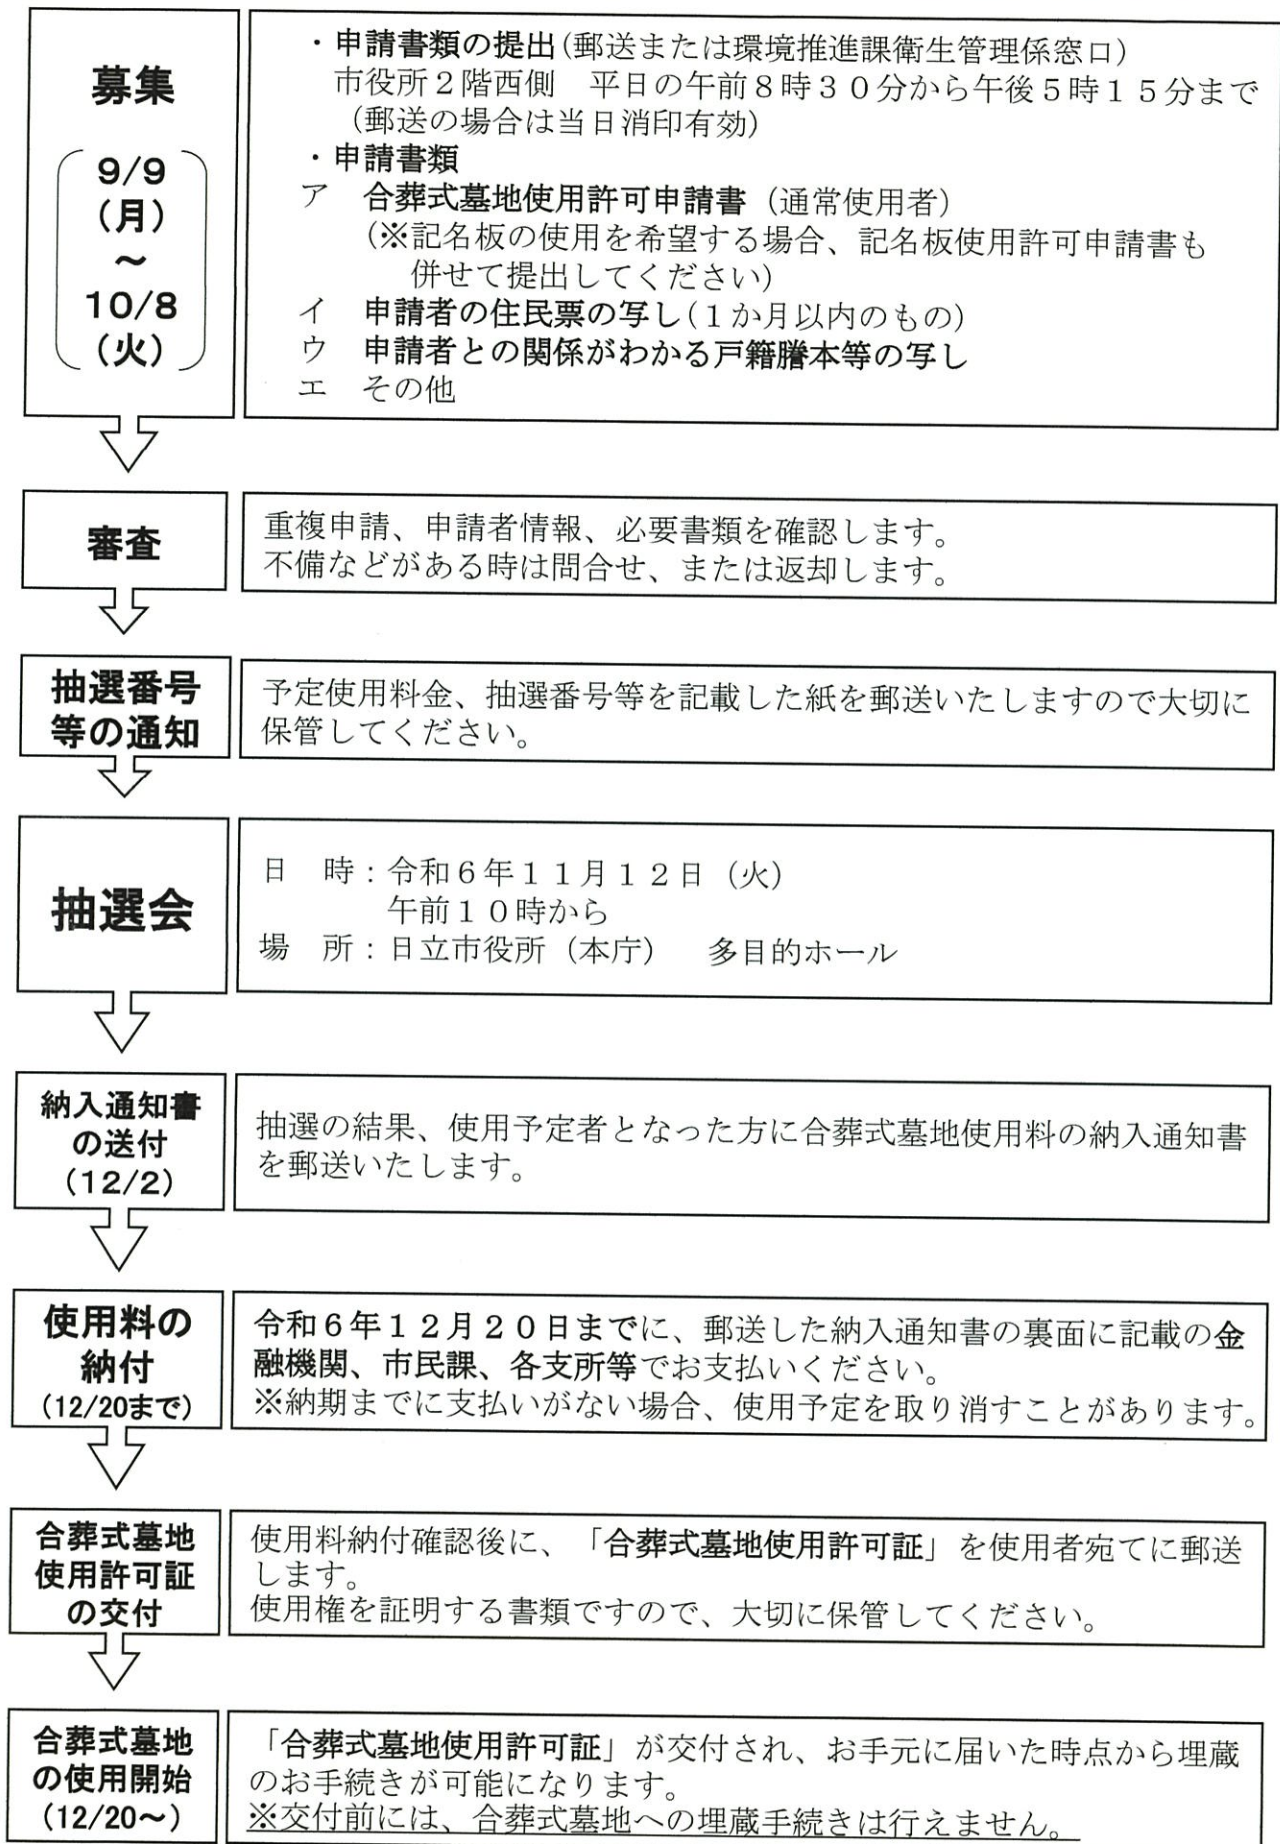 募集
9/9
（月）
～
10/8
（火）
・申請書類の提出(郵送または環境推進課衛生管理係窓口)
市役所２階西側　平日の午前８時３０分から午後５時１５分まで
（郵送の場合は当日消印有効）
・申請書類
ア　合葬式墓地使用許可申請書（通常使用者）
（※記名板の使用を希望する場合、記名板使用許可申請書も
併せて提出してください）
イ　申請者の住民票の写し(１か月以内のもの)
ウ　申請者との関係がわかる戸籍謄本等の写し
エ　その他
審査
重複申請、申請者情報、必要書類を確認します。
不備などがある時は問合せ、または返却します。
抽選番号
等の通知
予定使用料金、抽選番号等を記載した紙を郵送いたしますので大切に
保管してください。
抽選会
日　時：令和６年１１月１２日（火）
午前１０時から
場　所：日立市役所（本庁）　多目的ホール
納入通知書
の送付
（12/2）
抽選の結果、使用予定者となった方に合葬式墓地使用料の納入通知書
を郵送いたします。
使用料の
納付
(12/20まで)
令和６年１２月２０日までに、郵送した納入通知書の裏面に記載の金
融機関、市民課、各支所等でお支払いください。
※納期までに支払いがない場合、使用予定を取り消すことがあります。
合葬式墓地
使用許可証
の交付
使用料納付確認後に、「合葬式墓地使用許可証」を使用者宛てに郵送
します。
使用権を証明する書類ですので、大切に保管してください。
合葬式墓地
の使用開始
(12/20～)
「合葬式墓地使用許可証」が交付され、お手元に届いた時点から埋蔵
のお手続きが可能になります。
※交付前には、合葬式墓地への埋蔵手続きは行えません。